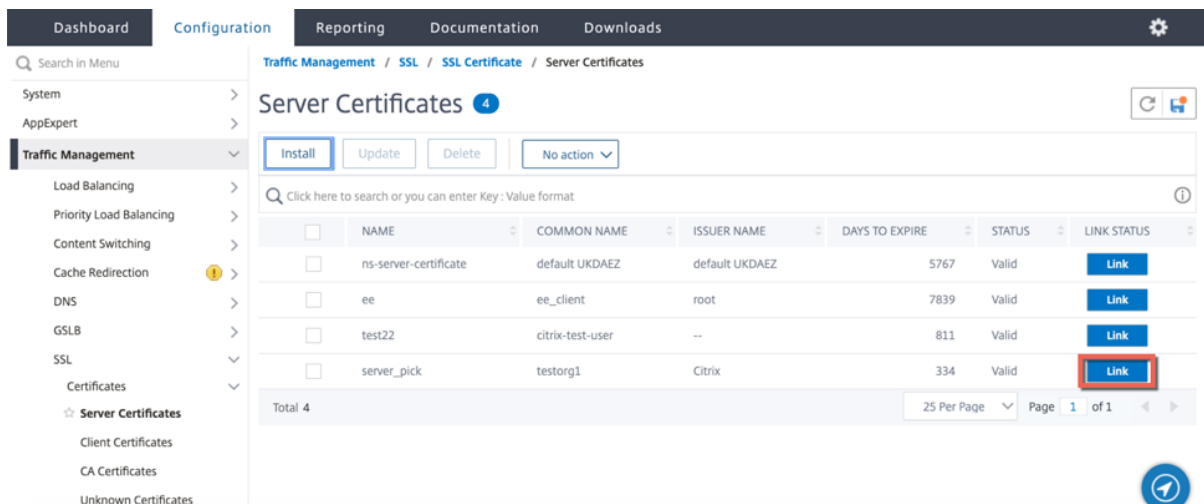 Dashboard Configuration Reporting Documentation Downloads
Search in Menu
System
AppExpert
Traffic Management
Load Balancing
Priority Load Balancing
Content Switching
Cache Redirection
DNS
GSLB
SSL
Certificates
Server Certificates
Client Certificates
CA Certificates
Unknown Certificates
Traffic Management / SSL / SSL Certificate / Server Certificates
Server Certificates 4
Install Update Delete No action
Click here to search or you can enter Key : Value format
NAME COMMON NAME ISSUER NAME DAYS TO EXPIRE STATUS LINK STATUS
ns-server-certificate default UKDAEZ default UKDAEZ 5767 Valid Link
ee ee_client root 7839 Valid Link
test22 citrix-test-user -- 811 Valid Link
server_pick testorg1 Citrix 334 Valid Link
Total 4 25 Per Page Page 1 of 1